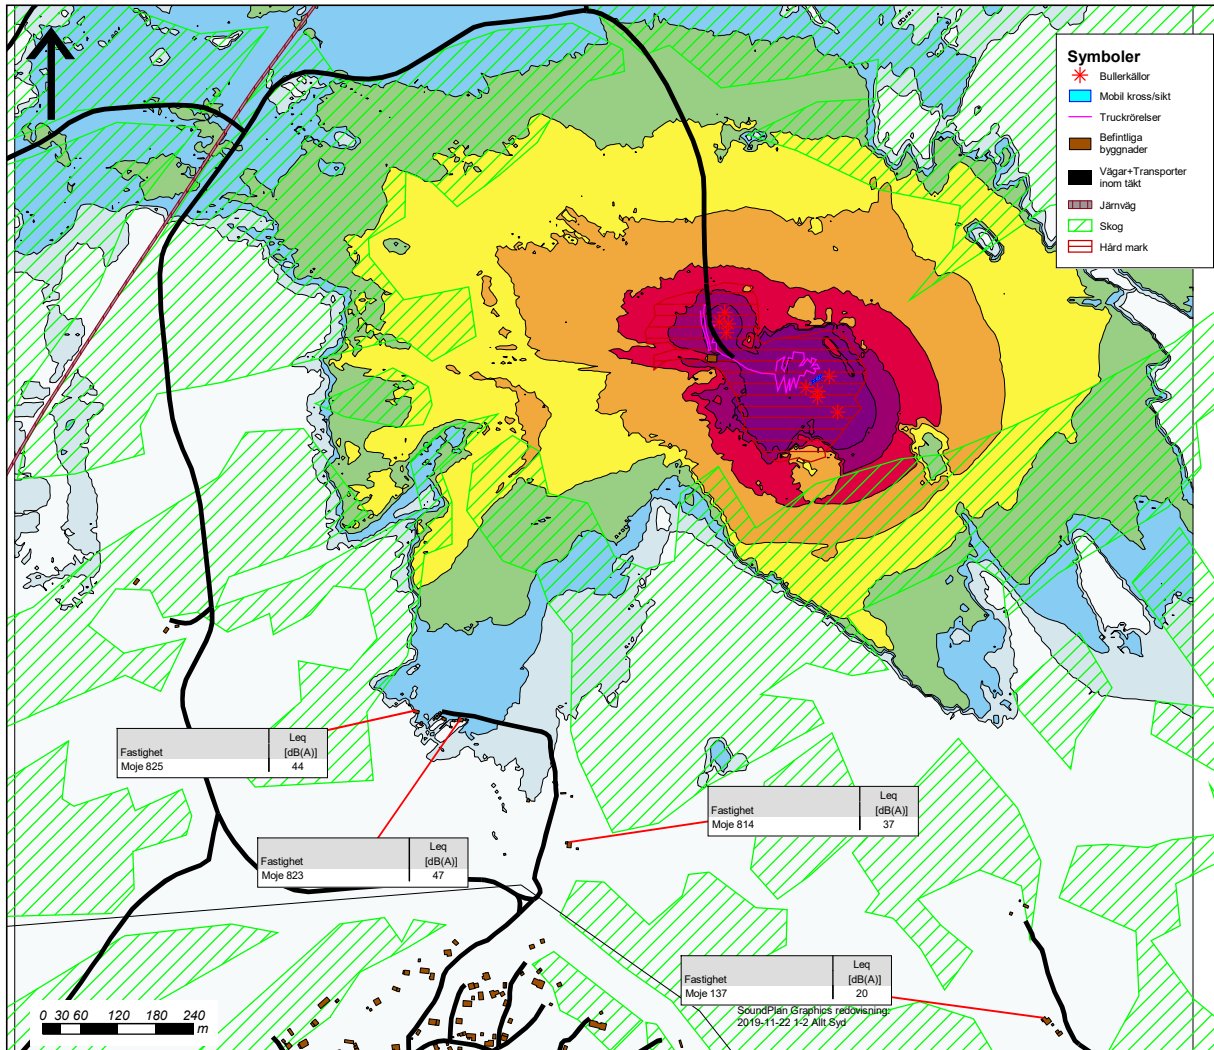 Symboler
Bullerkällor
Mobil kross/sikt
Truckrörelser
Befintliga
byggnader
Vägar+Transporter
inom täkt
Järnväg
Skog
Hård mark
Leq
Fastighet [dB(A)]
Moje 825 44
Leq
Fastighet [dB(A)]
Moje 814 37
Leq
Fastighet [dB(A)]
Moje 823 47
Leq
Fastighet [dB(A)]
Moje 137 20
SoundPlan Graphics redovisning:
2019-11-22 1-2 Allt Syd
0 30 60 120 180 240
m